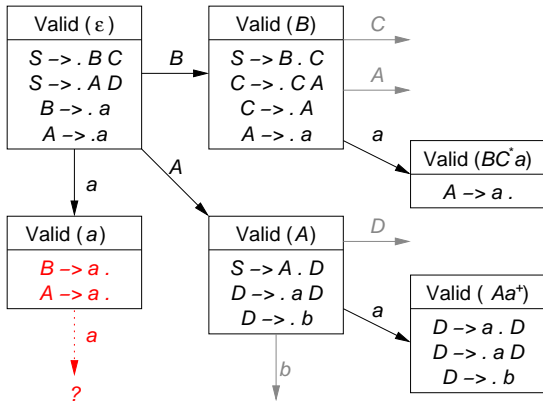 Valid (ε)
S −> . B C
S −> . A D
B −> . a
A −> .a
B
Valid (B)
S −> B . C
C −> . C A
C −> . A
A −> . a
C
A
a
Valid (BC*a)
A −> a .
a
A
Valid (a)
B −> a .
A −> a .
a
?
Valid (A)
S −> A . D
D −> . a D
D −> . b
D
a
b
Valid ( Aa+)
D −> a . D
D −> . a D
D −> . b